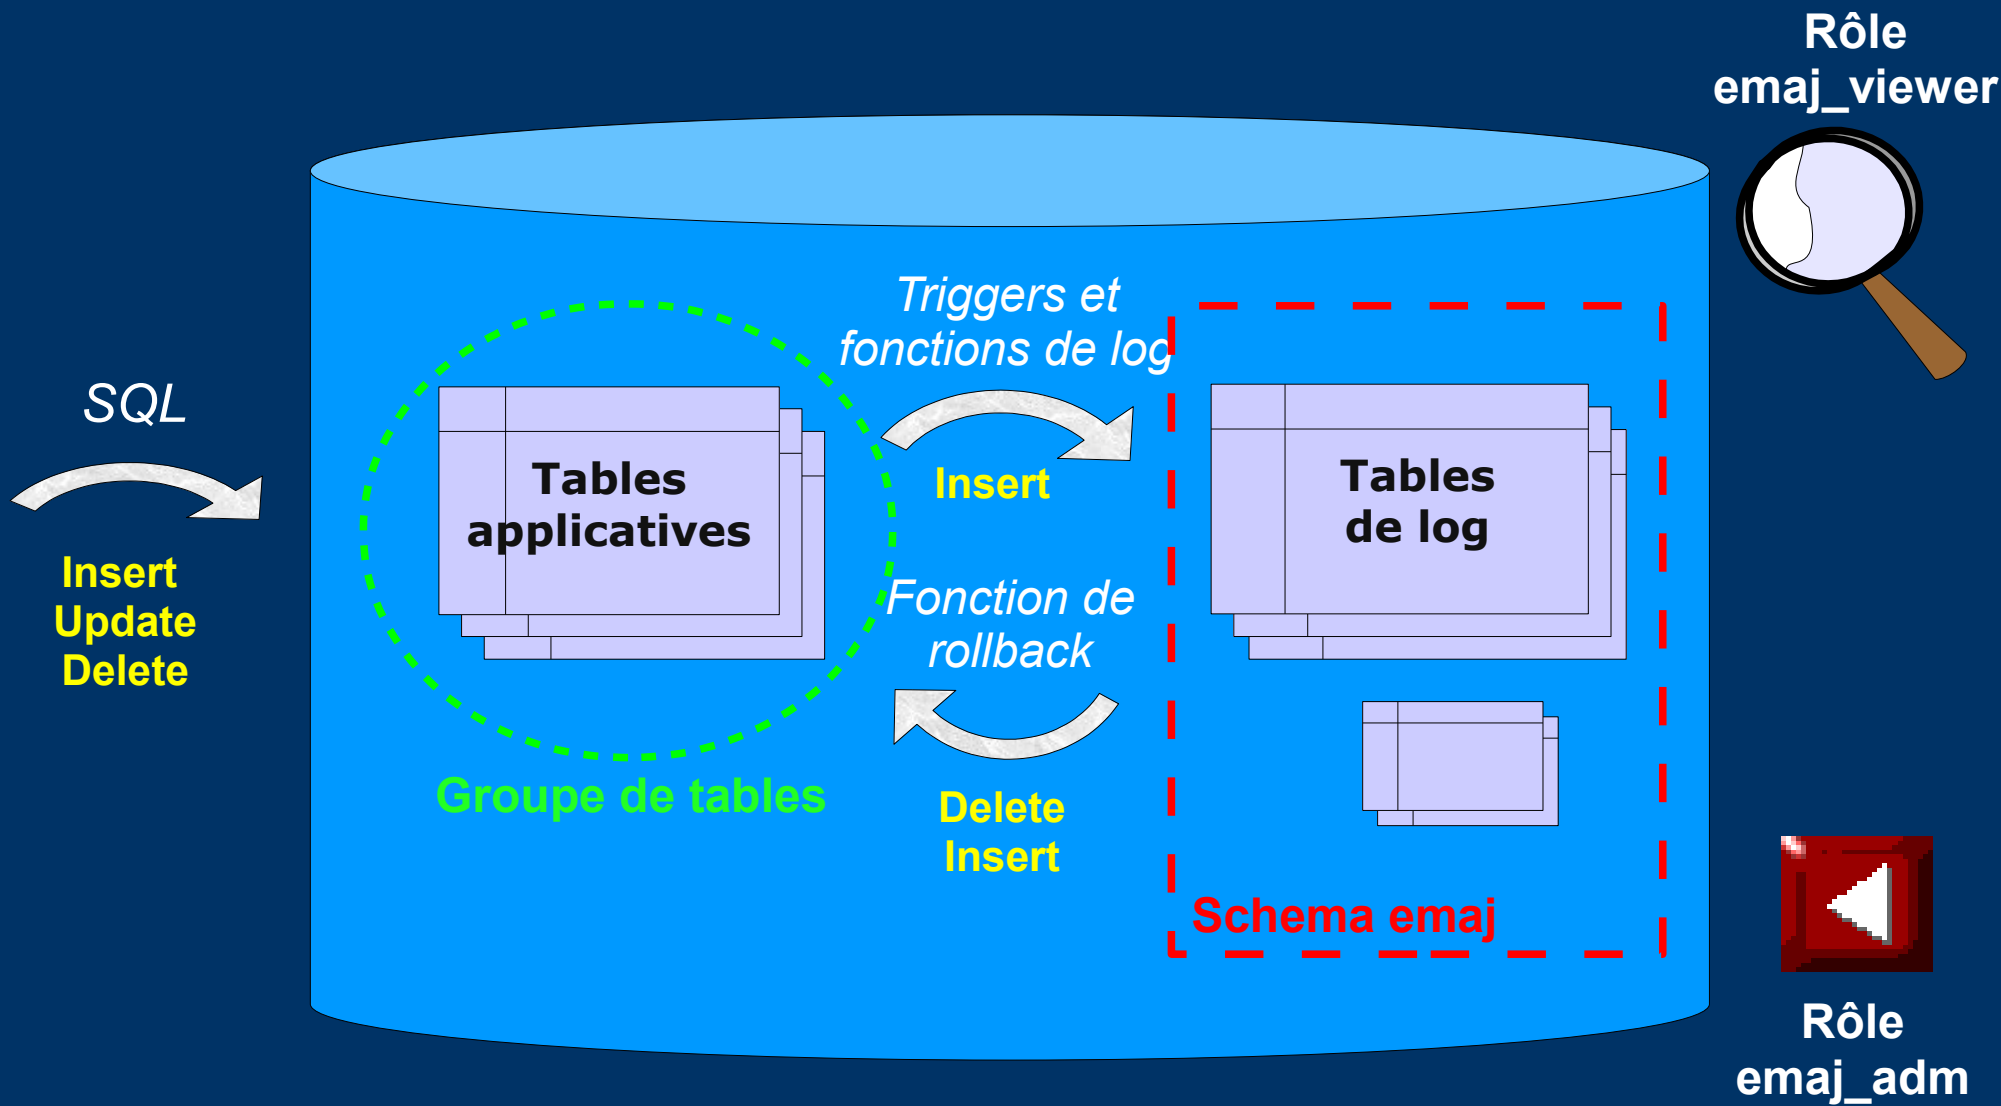 Rôle
emaj_viewer
SQL
Insert
Update
Delete
Tables
applicatives
Groupe de tables
Triggers et
fonctions de log
Insert
Fonction de
rollback
Delete
Insert
Tables
de log
Schema emaj
Rôle
emaj_adm